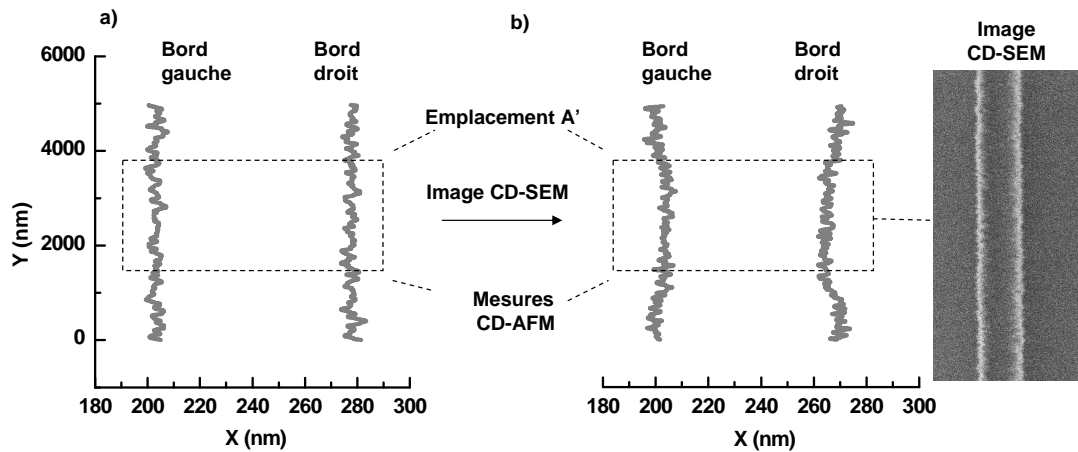 a)
Bord
gauche
Bord
droit
6000
4000
2000
0
Y (nm)
180 200 220 240 260 280 300
X (nm)
Emplacement A'
Image CD-SEM
Mesures
CD-AFM
b)
Bord
gauche
Bord
droit
180 200 220 240 260 280 300
X (nm)
Image
CD-SEM